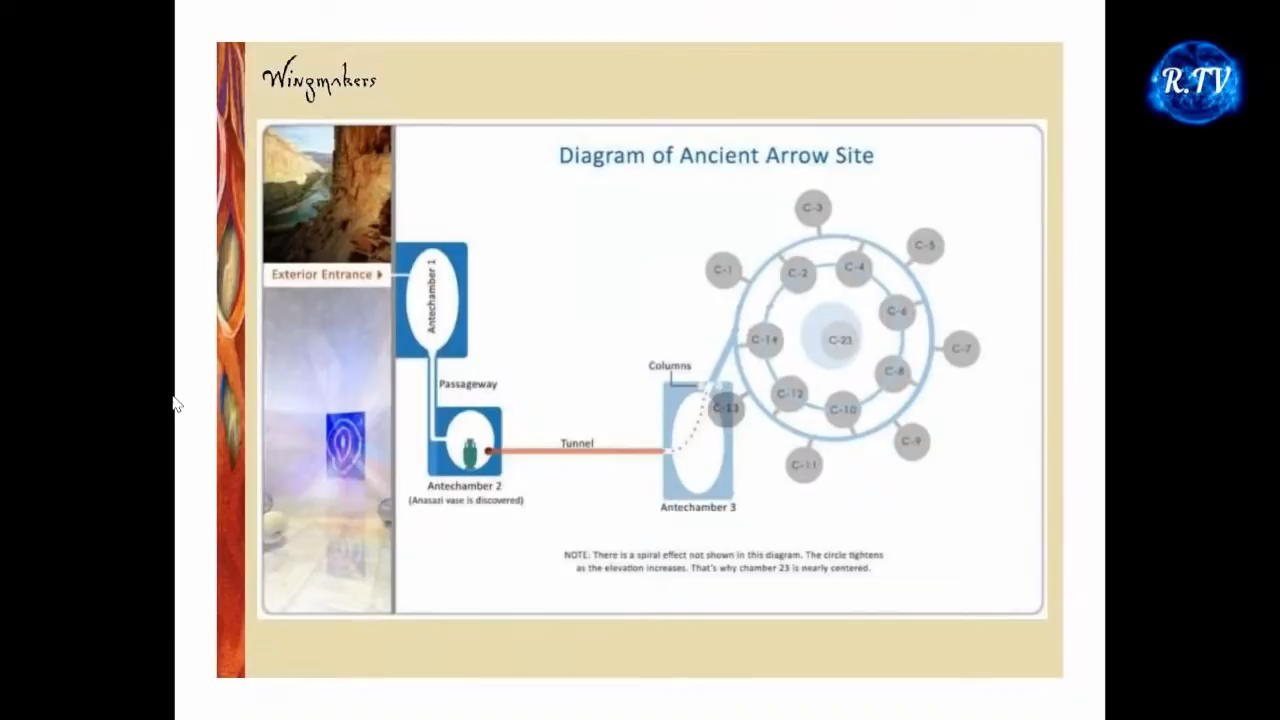 Wingmakers
R.TV
Diagram of Ancient Arrow Site
Exterior Entrance
Antechamber 1
Passageway
Antechamber 2
(Anasazi vase is discovered)
Tunnel
Columns
Antechamber 3
C-1
C-2
C-3
C-4
C-5
C-6
C-7
C-8
C-9
C-10
C-11
C-12
C-13
C-14
C-23
NOTE: There is a spiral effect not shown in this diagram. The circle tightens
as the elevation increases. That's why chamber 23 is nearly centered.